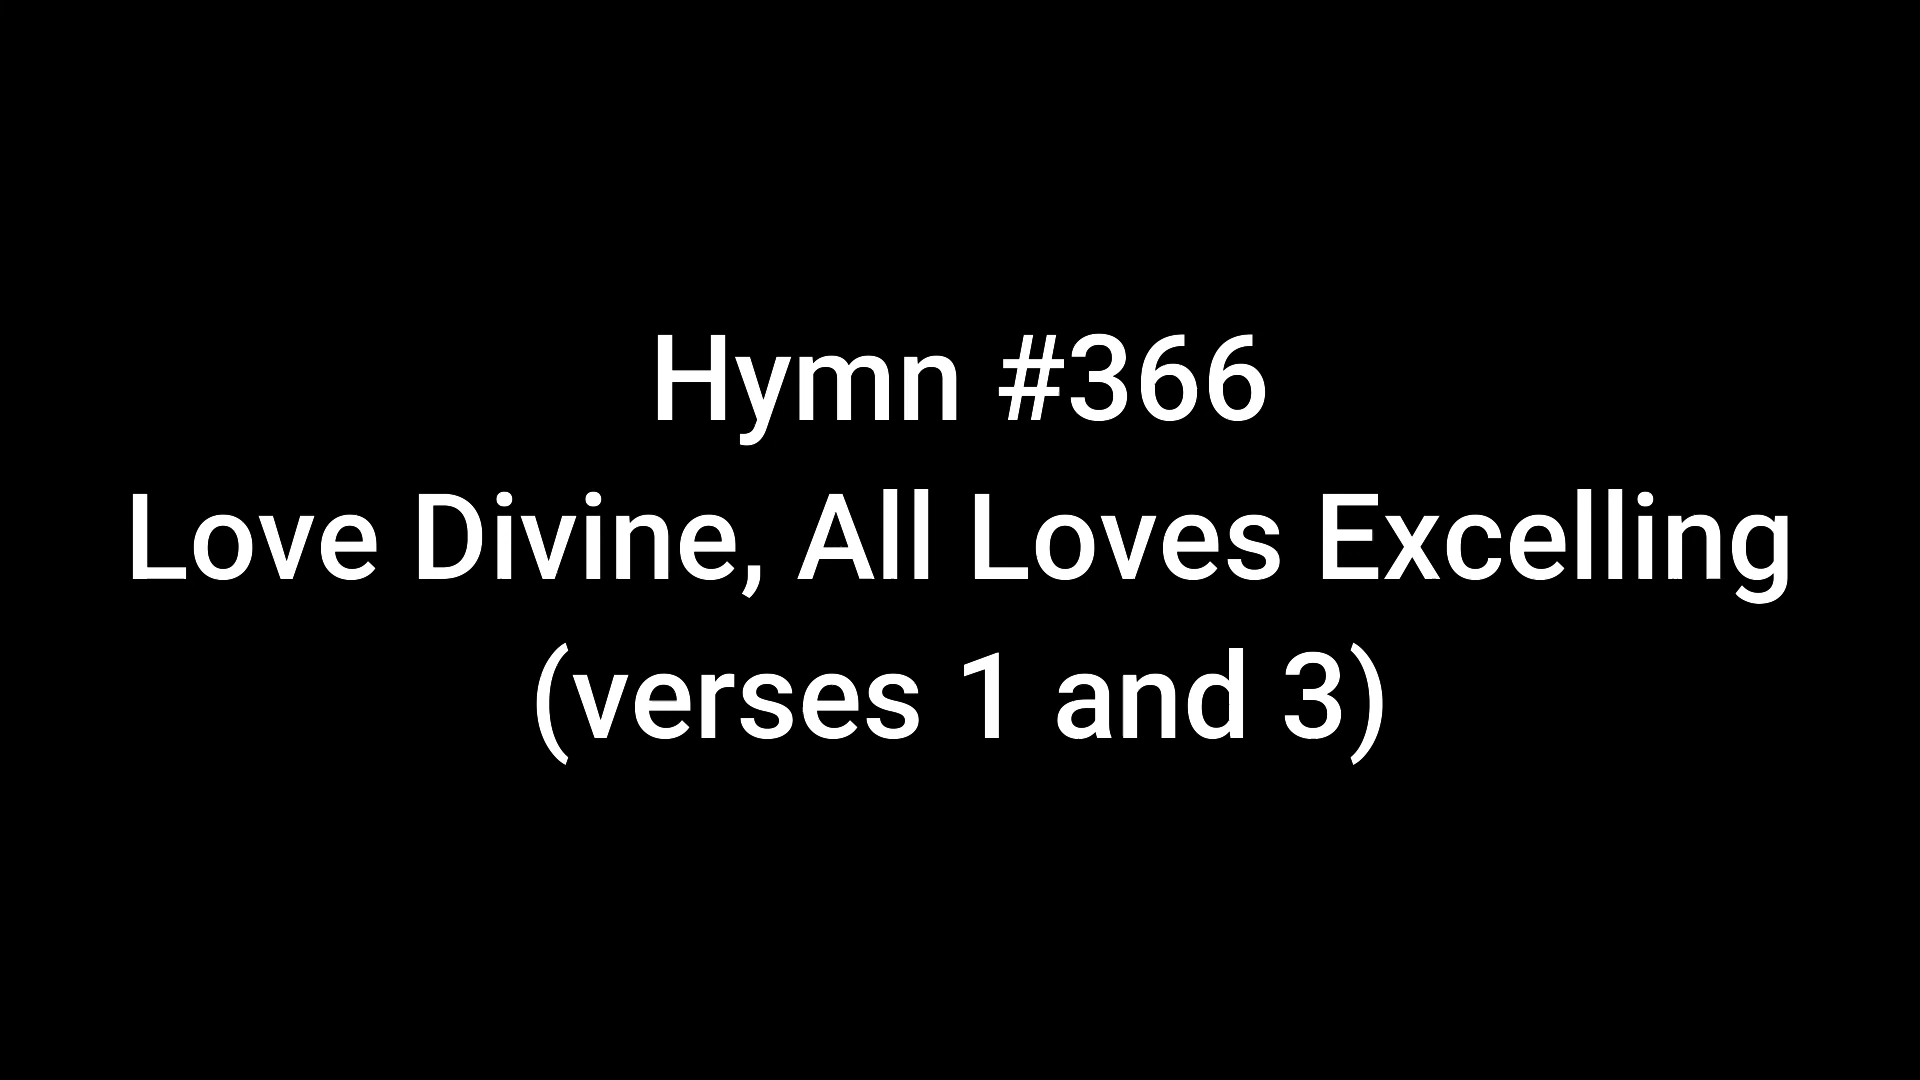 Hymn #366
Love Divine, All Loves Excelling
(verses 1 and 3)